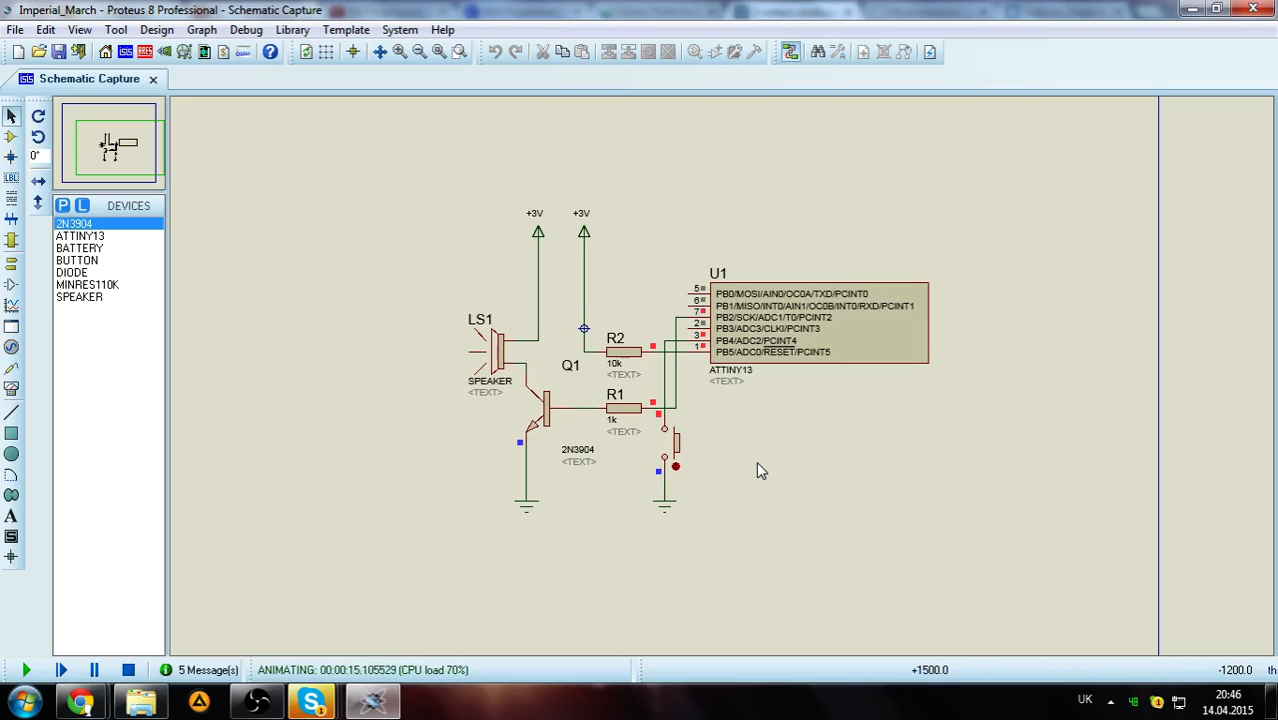 Imperial_March - Proteus 8 Professional - Schematic Capture
File Edit View Tool Design Graph Debug Library Template System Help
Schematic Capture
0°
P L DEVICES
2N3904
ATTINY13
BATTERY
BUTTON
DIODE
MINRES110K
SPEAKER
+3V +3V
U1
5 PB0/MOSI/AIN0/OC0A/TXD/PCINT0
6 PB1/MISO/INT0/AIN1/OC0B/INT0/RXD/PCINT1
7 PB2/SCK/ADC1/T0/PCINT2
2 PB3/ADC3/CLKI/PCINT3
3 PB4/ADC2/PCINT4
1 PB5/ADC0/RESET/PCINT5
ATTINY13
<TEXT>
LS1
SPEAKER
<TEXT>
R2
10k
<TEXT>
Q1
R1
1k
<TEXT>
2N3904
<TEXT>
5 Message(s) ANIMATING: 00:00:15.105529 (CPU load 70%) +1500.0 -1200.0 th
UK 48 20:46
14.04.2015